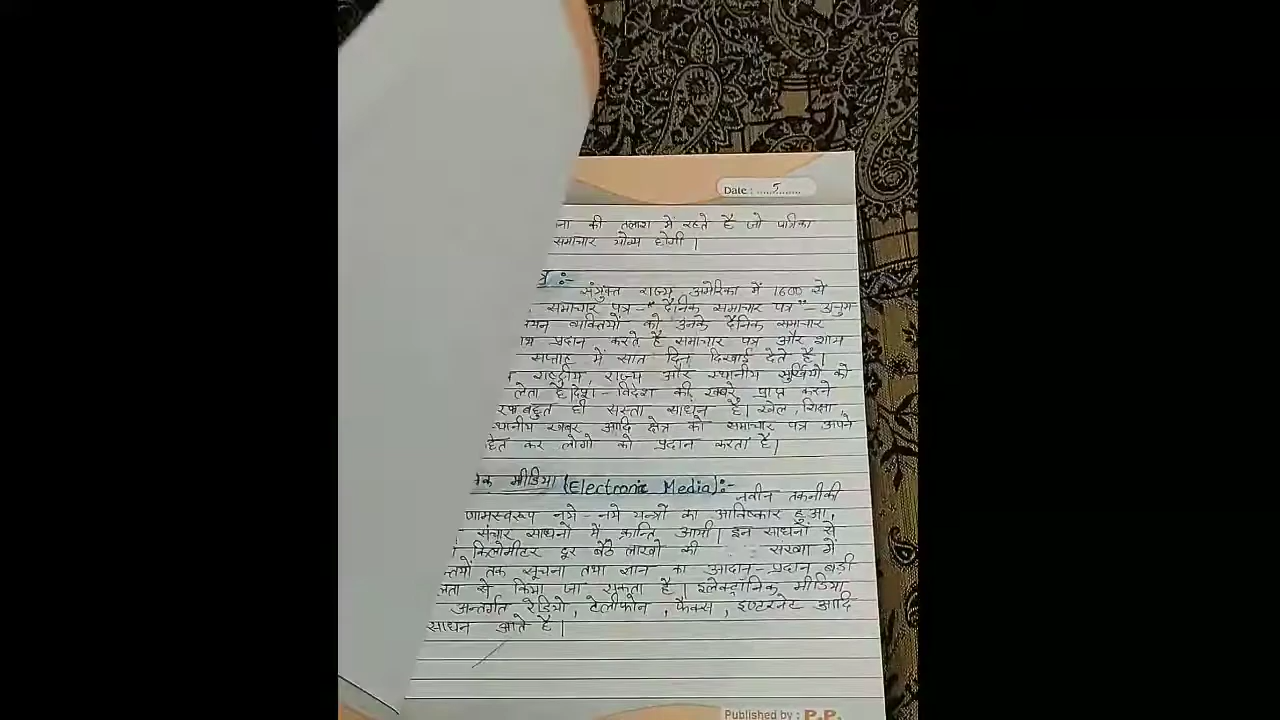 Date : 5
की तलाश में रहते है जो पत्रिका
समाचार योग्य होगी |
त्र :-
संयुक्त राज्य अमेरिका में 1600 से
समाचार पत्र - "दैनिक समाचार पत्र" -
व्यक्तियों को उनके दैनिक समाचार
प्रदान करते है समाचार पत्र और शाम
सप्ताह में सात दिन दिखाई देते है |
राष्ट्रीय, राज्य और स्थानीय सुर्खियो को
लेता है | देश - विदेश की खबरे प्राप्त करने
बहुत ही सस्ता साधन है | खेल, शिक्षा,
खबर आदि क्षेत्र को समाचार पत्र अपने
कर लोगो को प्रदान करता है |
मीडिया (Electronic Media) :-
नवीन तकनीकी
णामस्वरूप नये - नये यन्त्रो का आविष्कार हुआ,
संचार साधनों में क्रान्ति आयी | इन साधनों से
किलोमीटर दूर बैठे लाखो की संख्या में
तक सूचना तथा ज्ञान का आदान - प्रदान बड़ी
से किया जा सकता है | इलेक्ट्रॉनिक मीडिया
अन्तर्गत रेडियो, टेलीफोन, फैक्स, इण्टरनेट आदि
साधन आते है |
Published by : P.P.